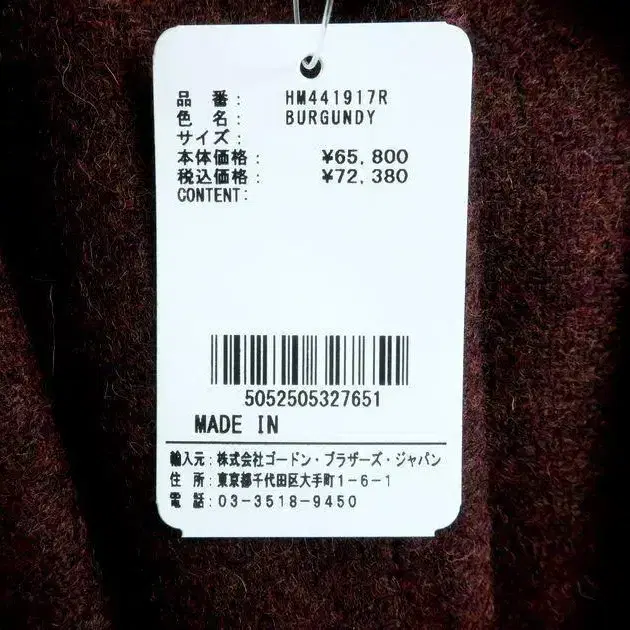 品 番: HM441917R
色 名: BURGUNDY
サイズ:
本体価格: ¥65,800
税込価格: ¥72,380
CONTENT:
5052505327651
MADE IN
輸入元:株式会社ゴードン・ブラザーズ・ジャパン
住 所:東京都千代田区大手町1-6-1
電 話:03-3518-9450